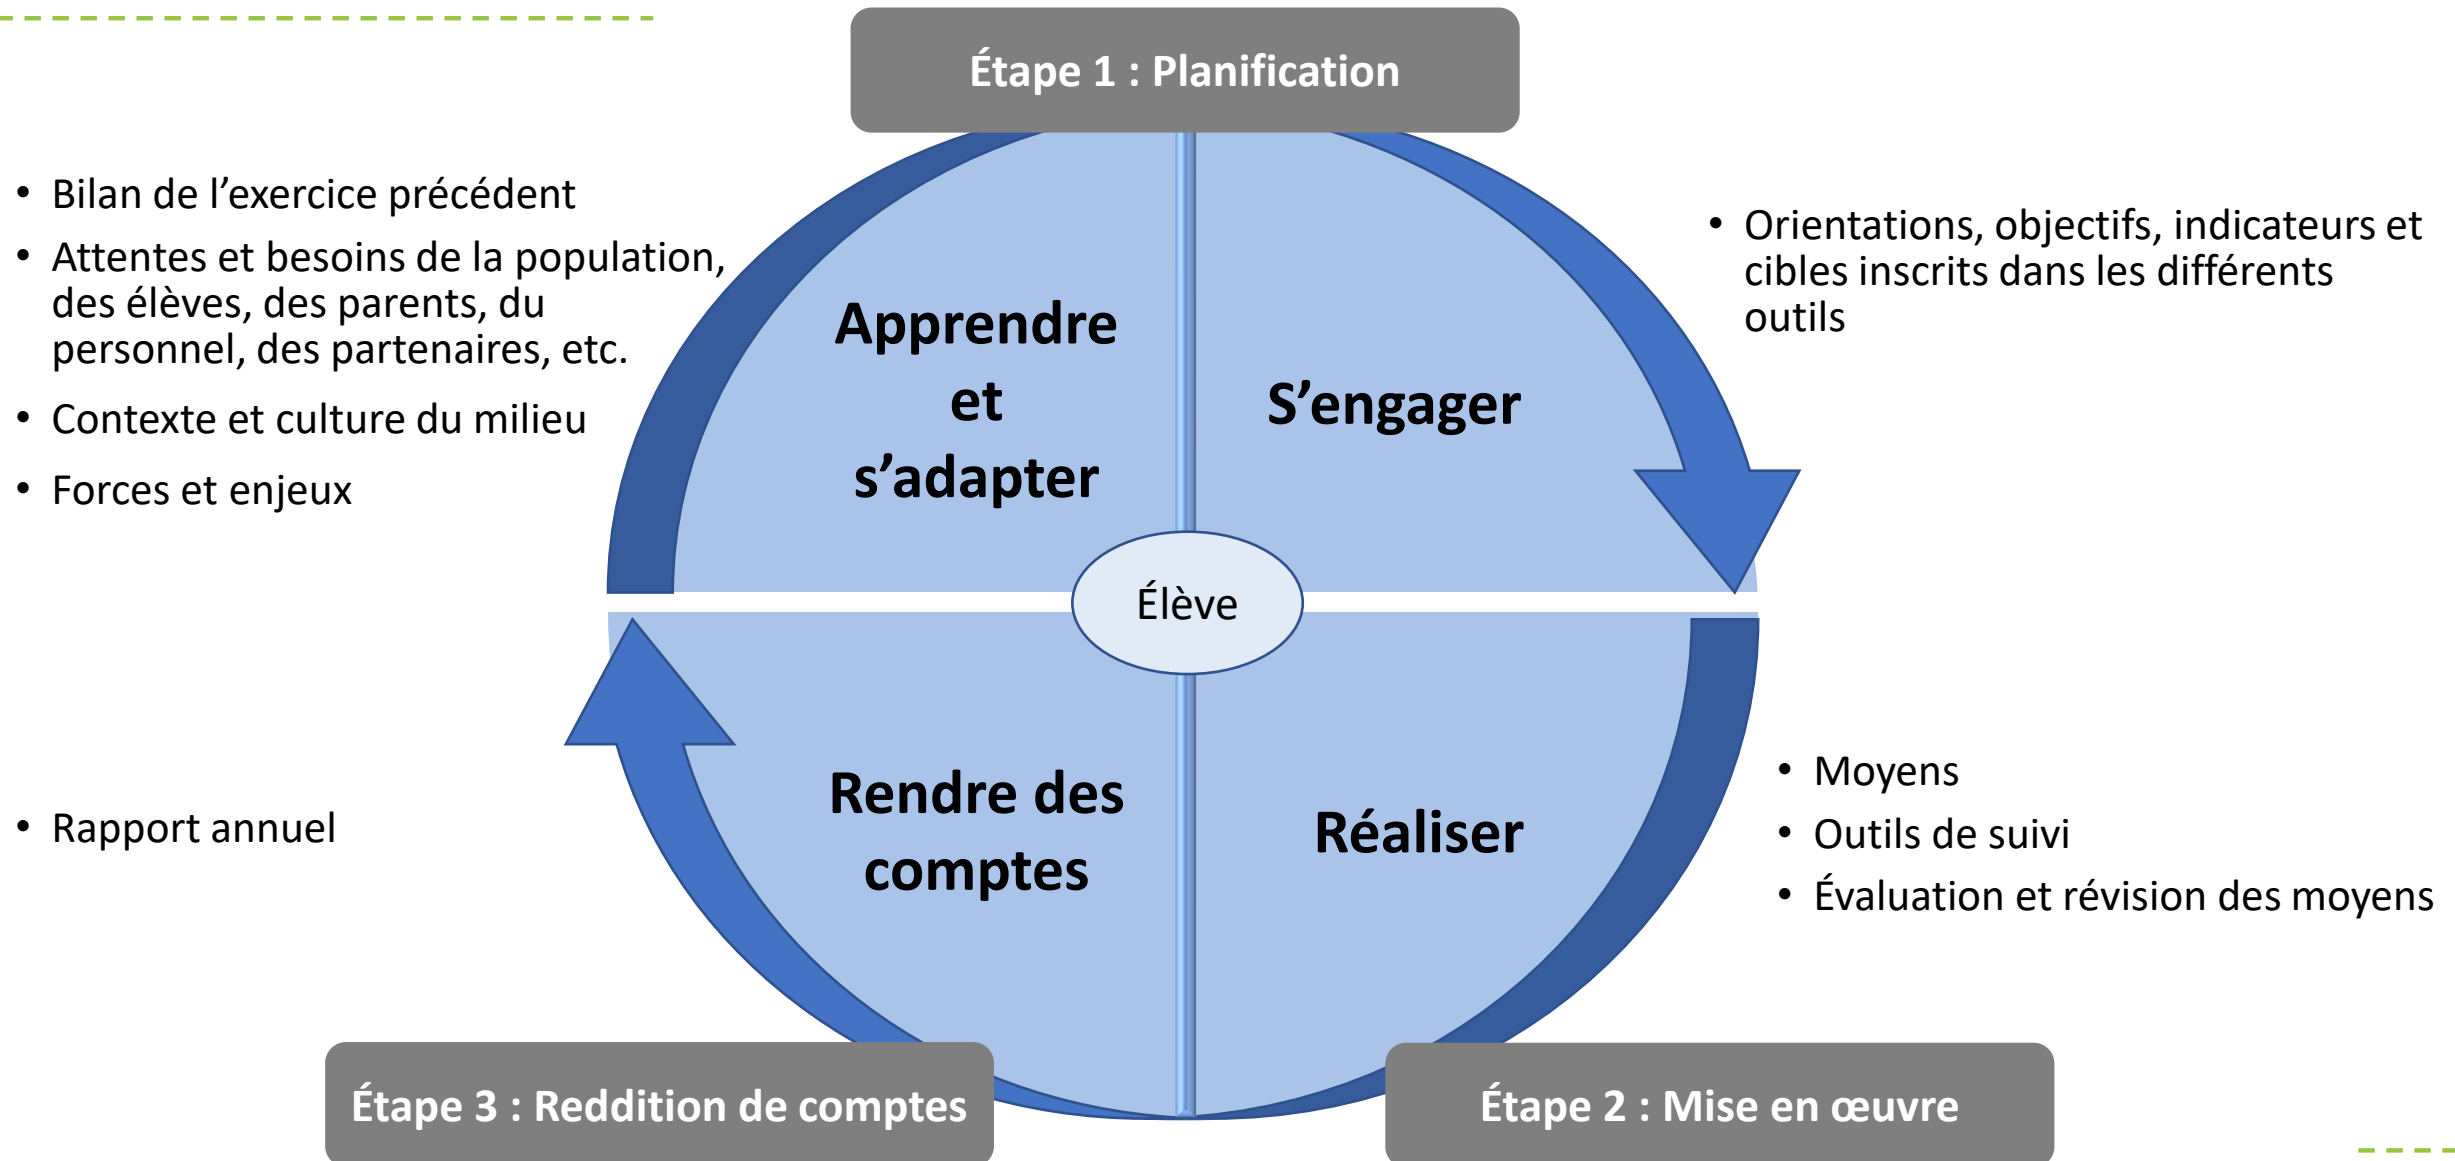 Étape 1 : Planification
• Bilan de l’exercice précédent
• Attentes et besoins de la population,
des élèves, des parents, du
personnel, des partenaires, etc.
• Contexte et culture du milieu
• Forces et enjeux
Apprendre
et
s’adapter
S’engager
• Orientations, objectifs, indicateurs et
cibles inscrits dans les différents
outils
Élève
• Rapport annuel
Rendre des
comptes
Réaliser
• Moyens
• Outils de suivi
• Évaluation et révision des moyens
Étape 3 : Reddition de comptes
Étape 2 : Mise en œuvre